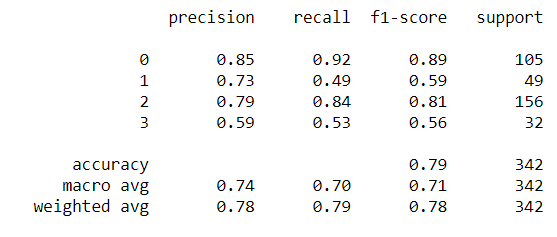 precision recall f1-score support
0 0.85 0.92 0.89 105
1 0.73 0.49 0.59 49
2 0.79 0.84 0.81 156
3 0.59 0.53 0.56 32
accuracy 0.79 342
macro avg 0.74 0.70 0.71 342
weighted avg 0.78 0.79 0.78 342